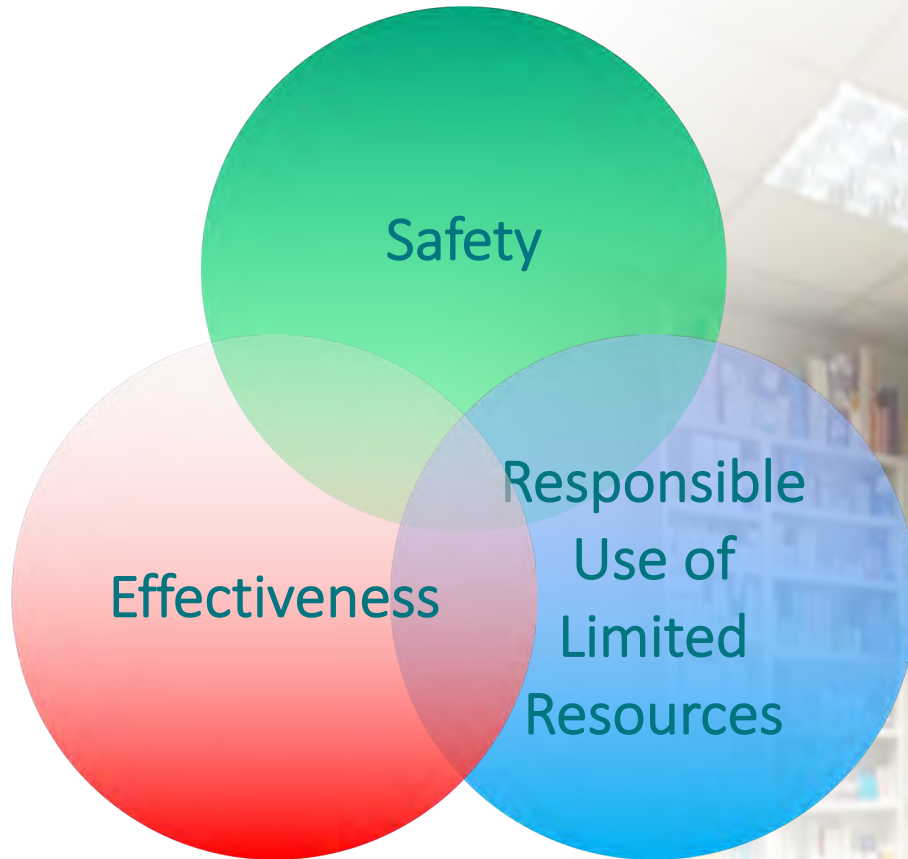 Safety
Effectiveness
Responsible
Use of
Limited
Resources